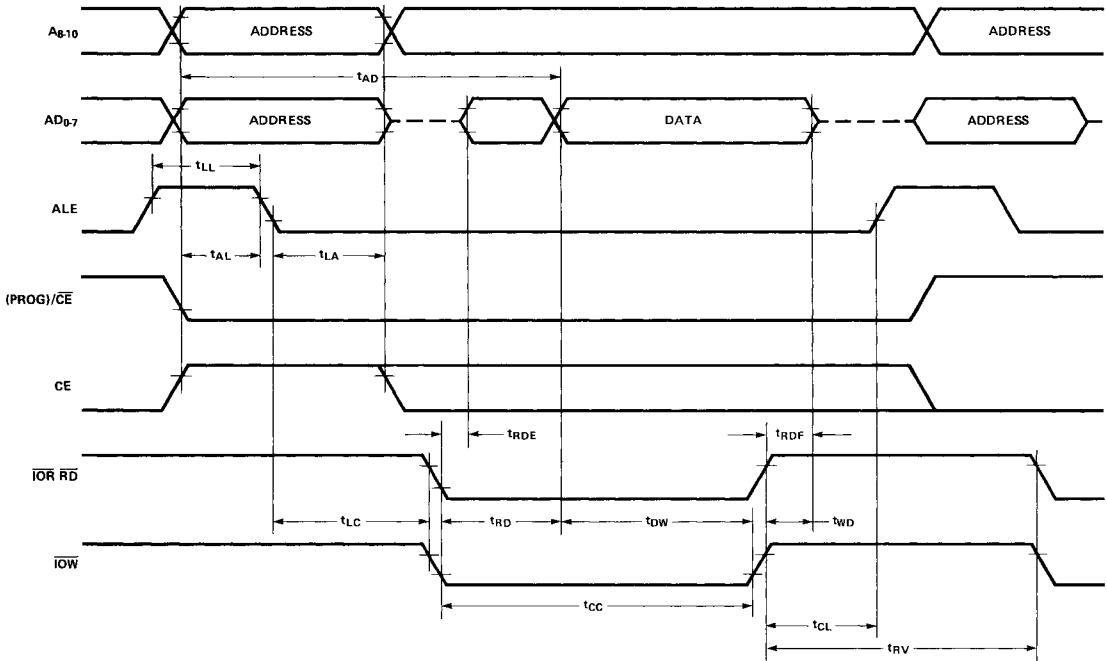 A8-10
ADDRESS
ADDRESS
tAD
AD0-7
ADDRESS
DATA
ADDRESS
tLL
ALE
tAL
tLA
(PROG)/CE
CE
tRDE
tRDF
IOR RD
tLC
tRD
tDW
tWD
IOW
tCC
tCL
tRV